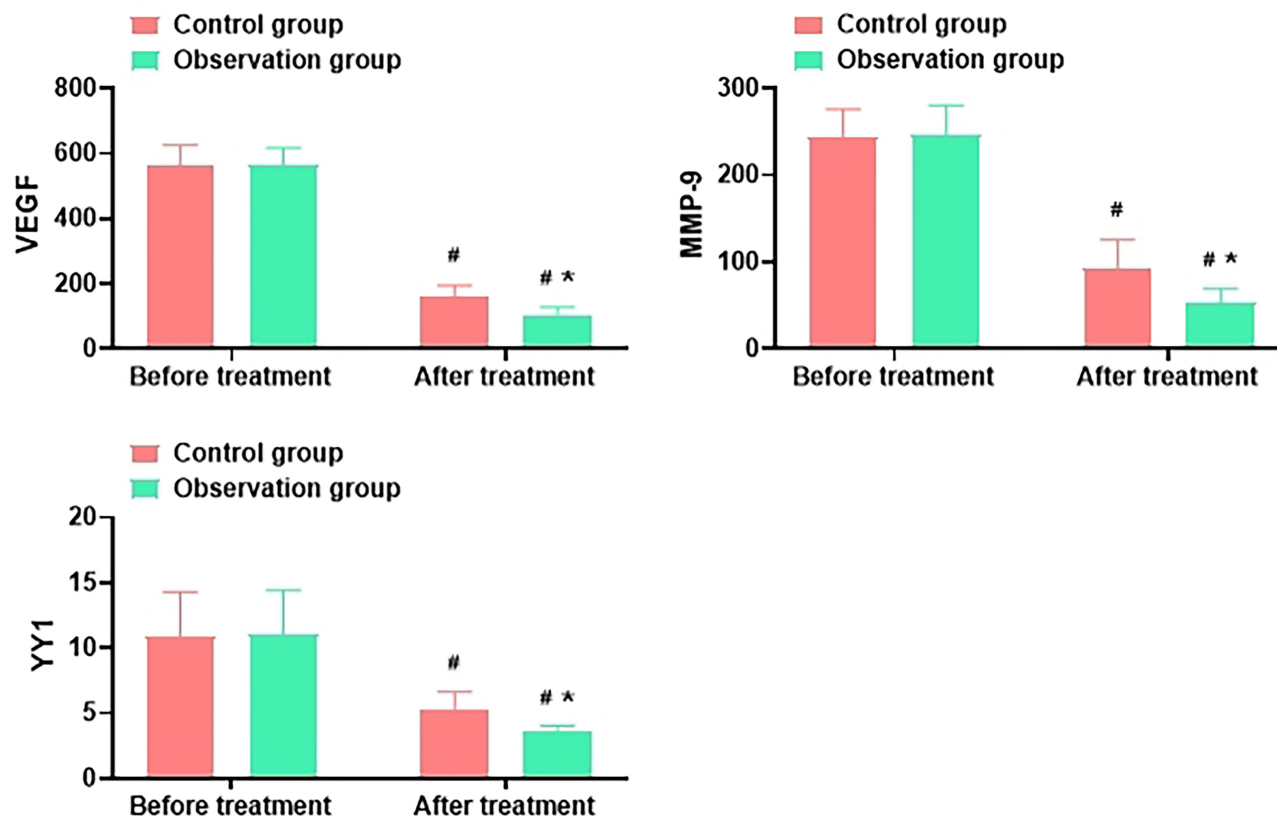 Control group
Observation group
800
600
400
200
0
VEGF
#
# *
Before treatment After treatment
Control group
Observation group
300
200
100
0
MMP-9
#
# *
Before treatment After treatment
Control group
Observation group
20
15
10
5
0
YY1
#
# *
Before treatment After treatment